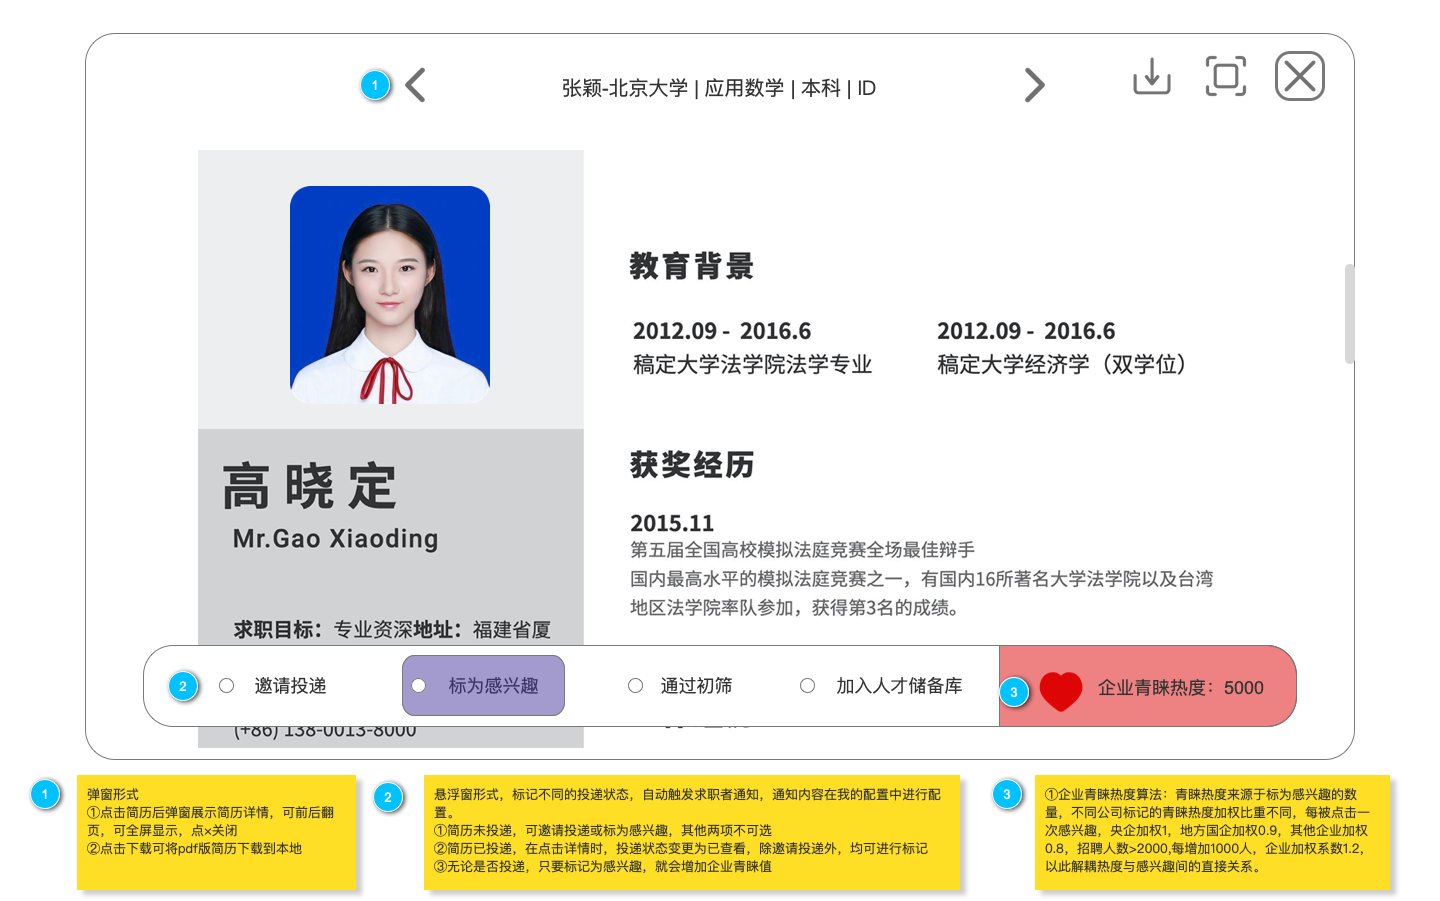 1
张颖-北京大学 | 应用数学 | 本科 | ID
教育背景
2012.09 - 2016.6
稿定大学法学院法学专业
2012.09 - 2016.6
稿定大学经济学（双学位）
获奖经历
2015.11
第五届全国高校模拟法庭竞赛全场最佳辩手
国内最高水平的模拟法庭竞赛之一，有国内16所著名大学法学院以及台湾
地区法学院率队参加，获得第3名的成绩。
高晓定
Mr.Gao Xiaoding
求职目标：专业资深地址：福建省厦
2
邀请投递
标为感兴趣
通过初筛
加入人才储备库
3
企业青睐热度：5000
(+86) 138-0013-8000
1
弹窗形式
①点击简历后弹窗展示简历详情，可前后翻
页，可全屏显示，点×关闭
②点击下载可将pdf版简历下载到本地
2
悬浮窗形式，标记不同的投递状态，自动触发求职者通知，通知内容在我的配置中进行配
置。
①简历未投递，可邀请投递或标为感兴趣，其他两项不可选
②简历已投递，在点击详情时，投递状态变更为已查看，除邀请投递外，均可进行标记
③无论是否投递，只要标记为感兴趣，就会增加企业青睐值
3
①企业青睐热度算法：青睐热度来源于标为感兴趣的数
量，不同公司标记的青睐热度加权比重不同，每被点击一
次感兴趣，央企加权1，地方国企加权0.9，其他企业加权
0.8，招聘人数>2000,每增加1000人，企业加权系数1.2，
以此解耦热度与感兴趣间的直接关系。